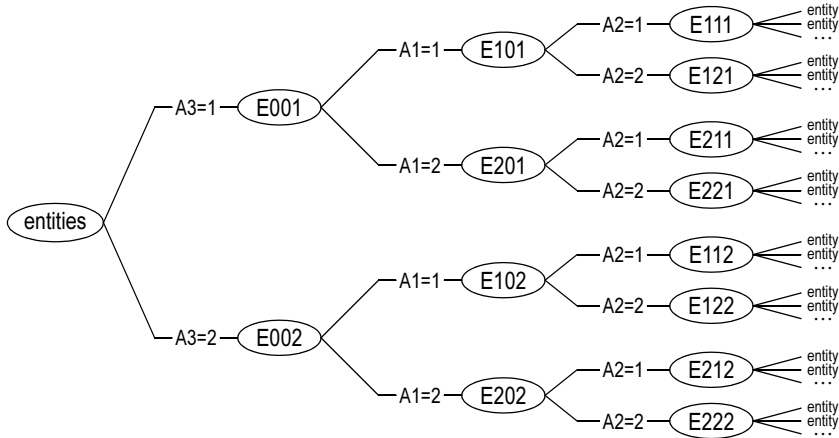 entities
A3=1
E001
A1=1
E101
A2=1
E111
entity
entity
...
A2=2
E121
entity
entity
...
A1=2
E201
A2=1
E211
entity
entity
...
A2=2
E221
entity
entity
...
A3=2
E002
A1=1
E102
A2=1
E112
entity
entity
...
A2=2
E122
entity
entity
...
A1=2
E202
A2=1
E212
entity
entity
...
A2=2
E222
entity
entity
...